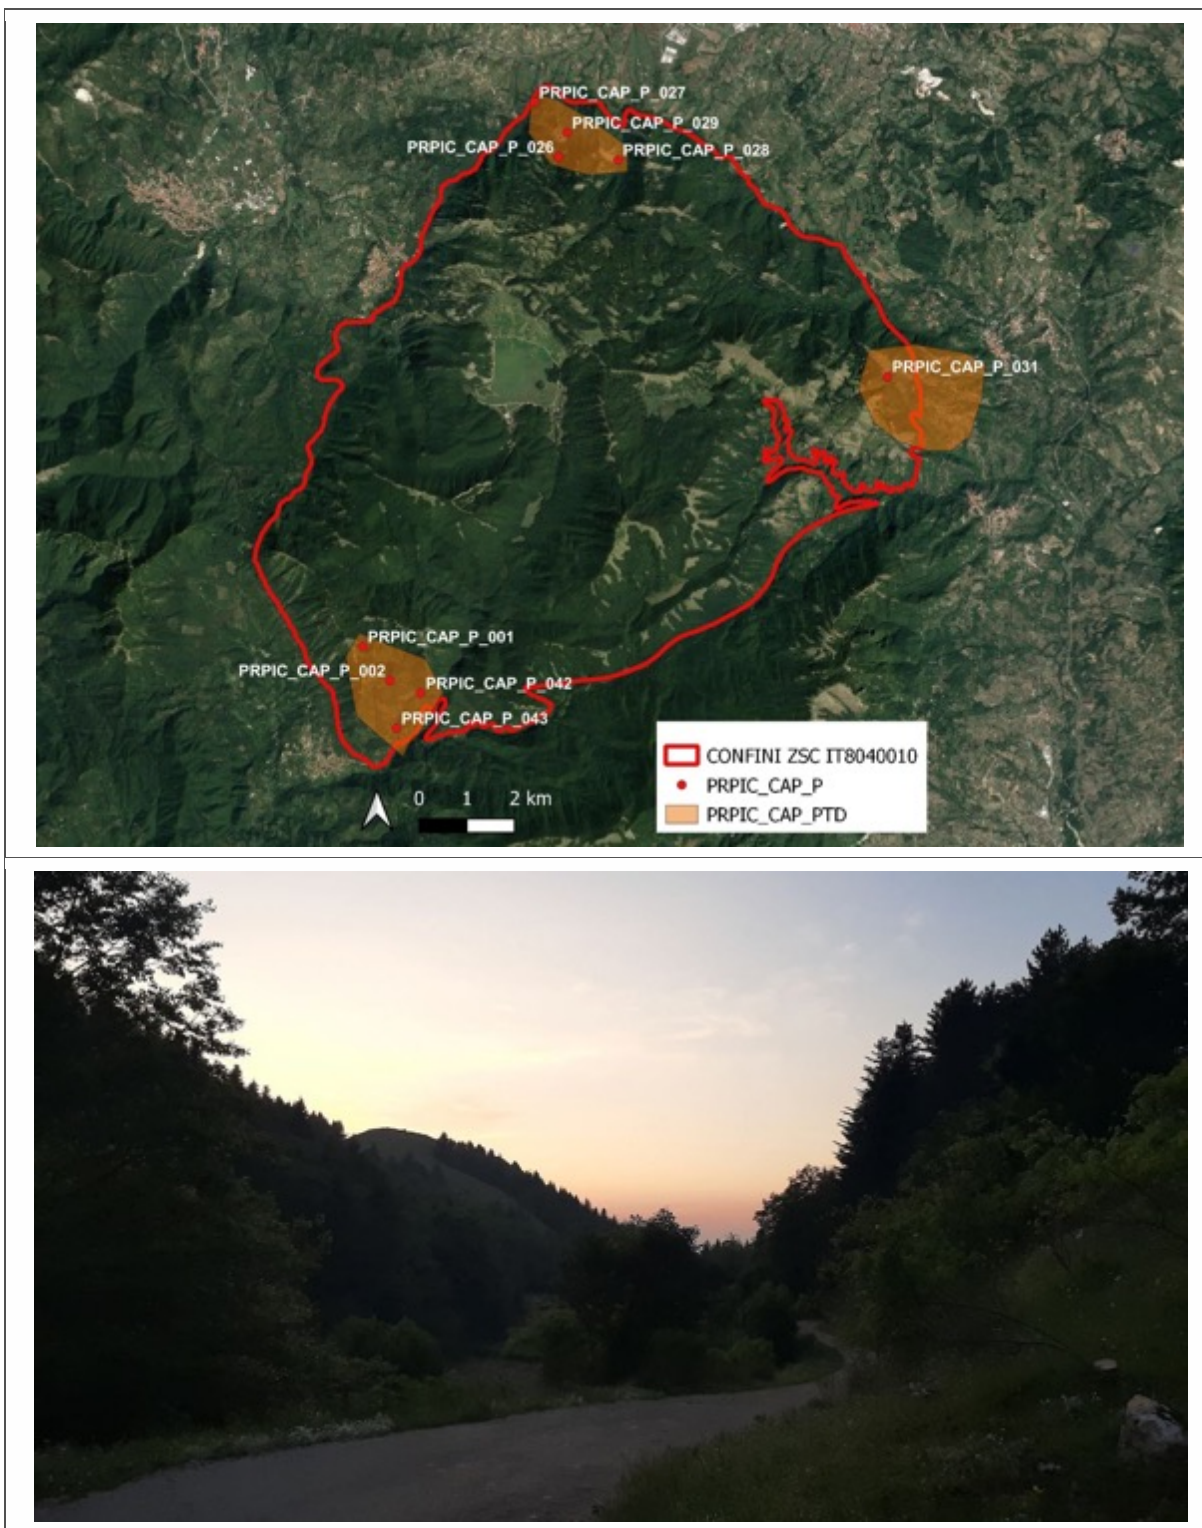 PRPIC_CAP_P_027
PRPIC_CAP_P_029
PRPIC_CAP_P_026
PRPIC_CAP_P_028
PRPIC_CAP_P_031
PRPIC_CAP_P_001
PRPIC_CAP_P_002
PRPIC_CAP_P_042
PRPIC_CAP_P_043
0 1 2 km
CONFINI ZSC IT8040010
PRPIC_CAP_P
PRPIC_CAP_PTD